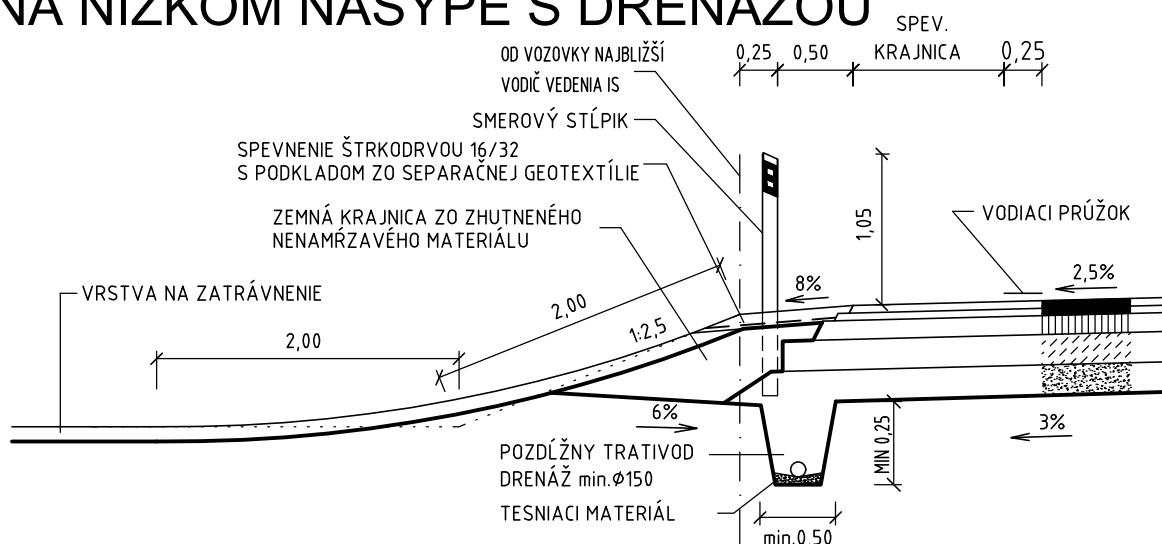 NA NÍZKOM NÁSYPE S DRENÁŽOU
SPEV.
KRAJNICA
0,25
0,50
0,25
OD VOZOVKY NAJBLIŽŠÍ
VODIČ VEDENIA IS
SMEROVÝ STĹPIK
SPEVNENIE ŠTRKODRVOU 16/32
S PODKLADOM ZO SEPARAČNEJ GEOTEXTÍLIE
ZEMNÁ KRAJNICA ZO ZHUTNENÉHO
NENAMŔZAVÉHO MATERIÁLU
1,05
VODIACI PRÚŽOK
8%
2,5%
VRSTVA NA ZATRÁVNENIE
2,00
2,00
1:2,5
6%
3%
MIN 0,25
POZDĹŽNY TRATIVOD
DRENÁŽ min.Ø150
TESNIACI MATERIÁL
min.0,50